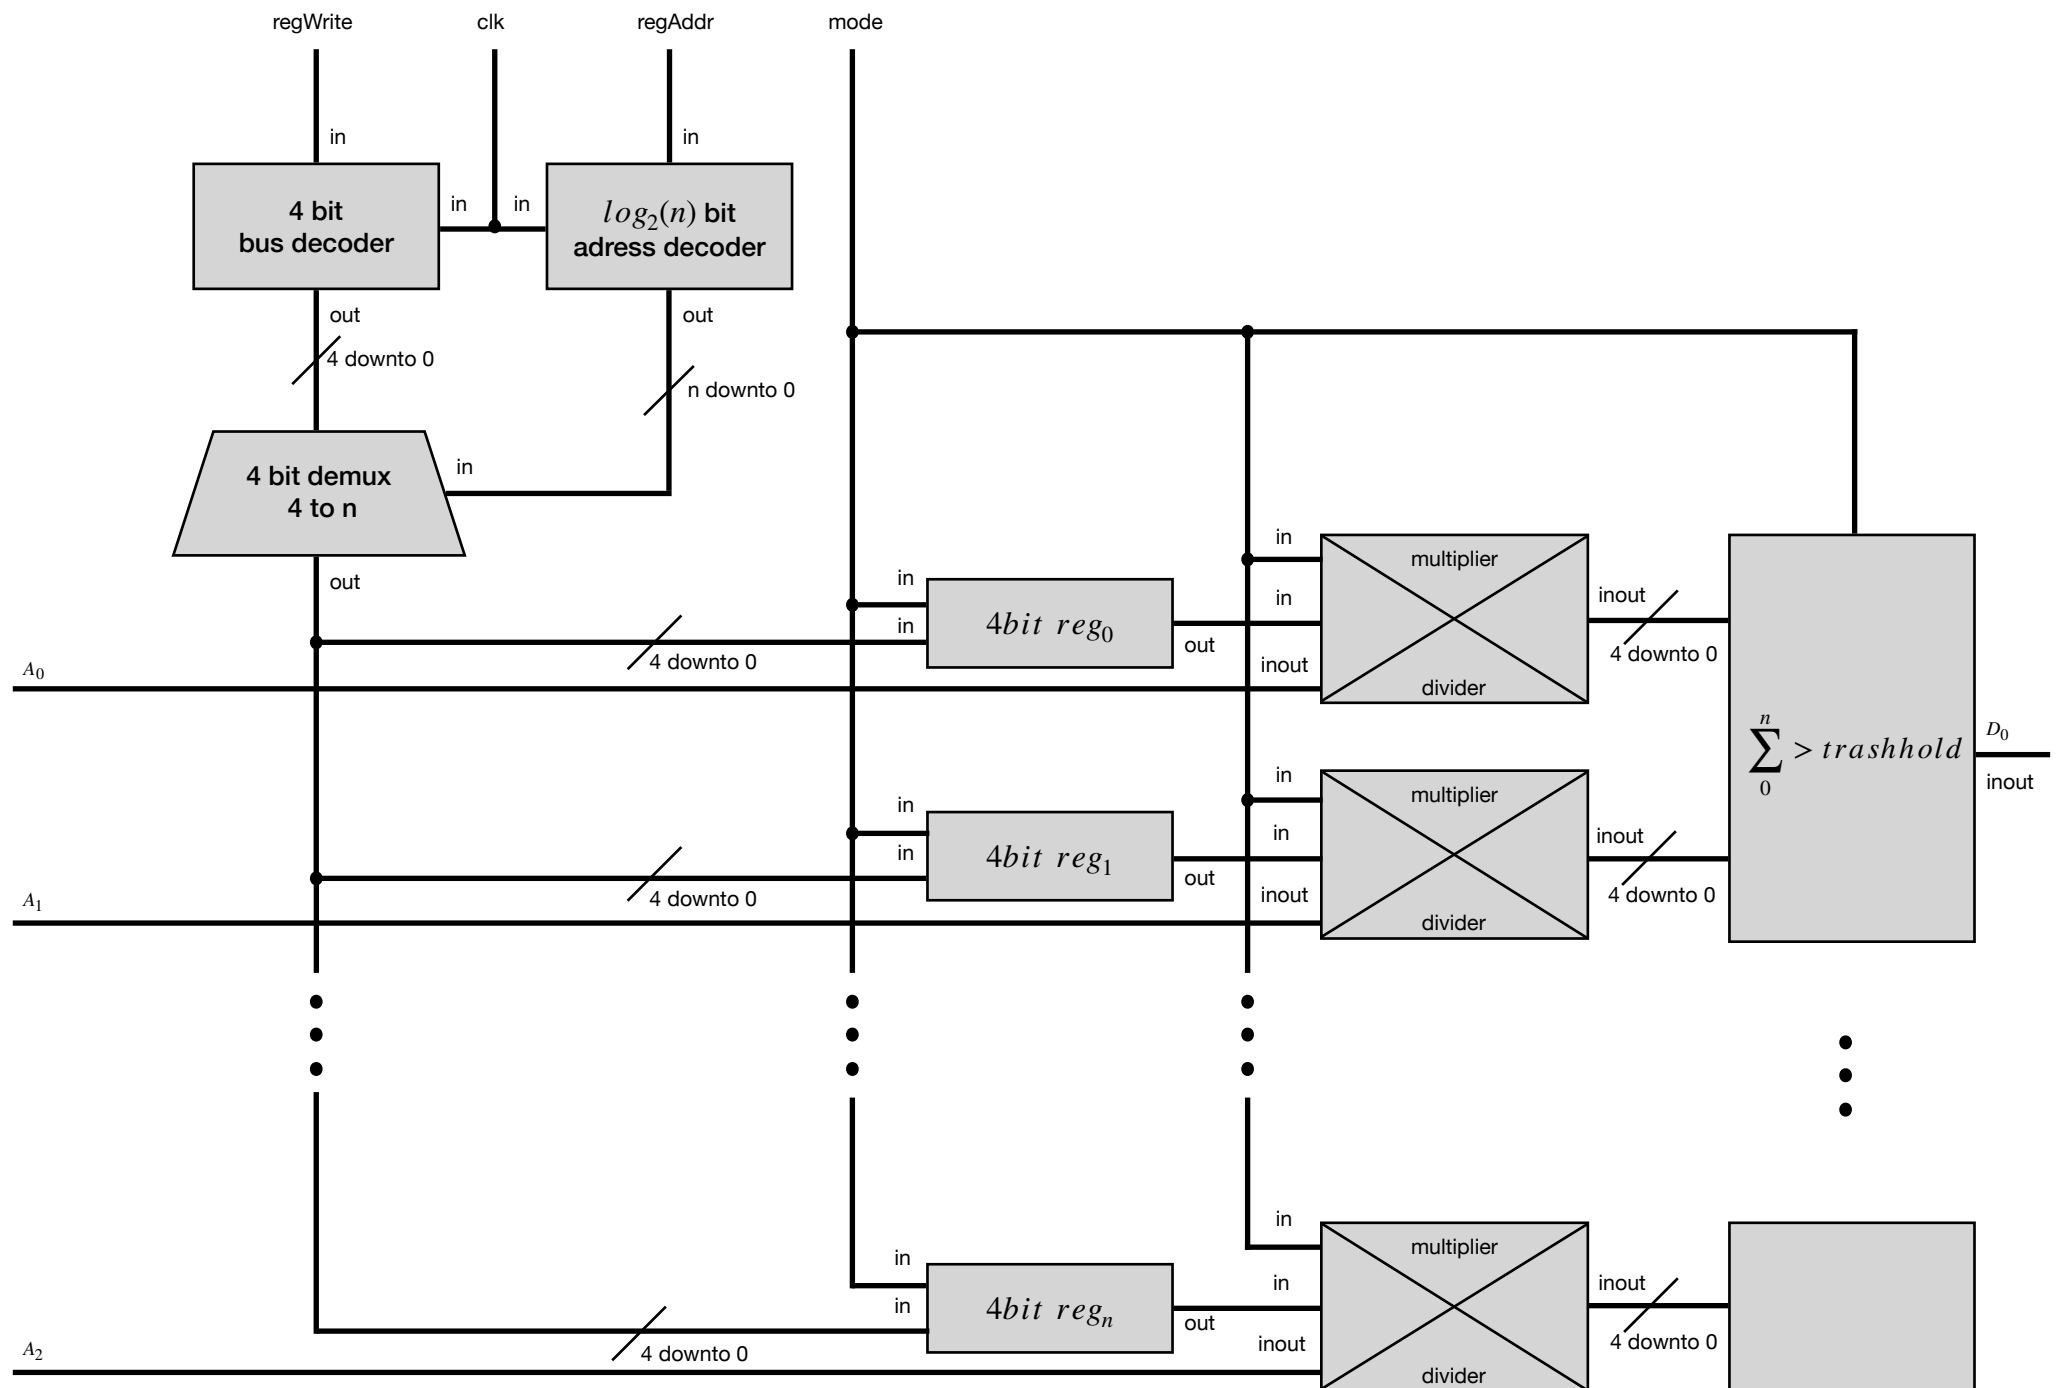 regWrite
clk
regAddr
mode
in
in
4 bit
bus decoder
in
in
log₂(n) bit
adress decoder
out
out
4 downto 0
n downto 0
4 bit demux
4 to n
in
out
in
in
4bit reg₀
out
4 downto 0
A₀
in
in
inout
multiplier
divider
inout
4 downto 0
n
∑ > trashhold
0
D₀
inout
in
in
4bit reg₁
out
4 downto 0
A₁
in
in
inout
multiplier
divider
inout
4 downto 0
in
in
4bit regₙ
out
4 downto 0
A₂
in
in
inout
multiplier
divider
inout
4 downto 0